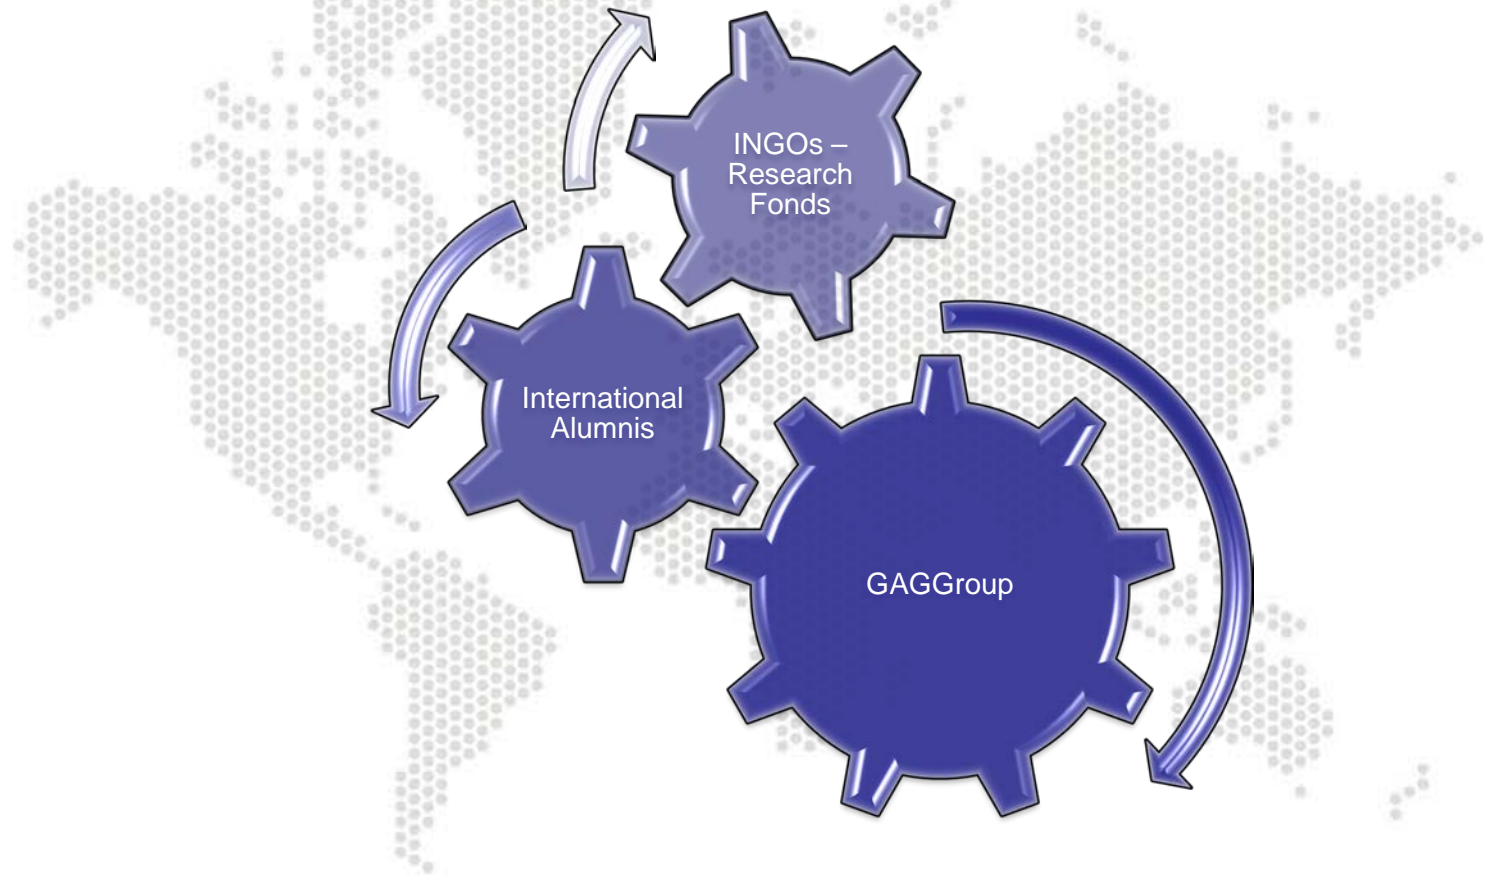 INGOs –
Research
Fonds
International
Alumnis
GAGGroup